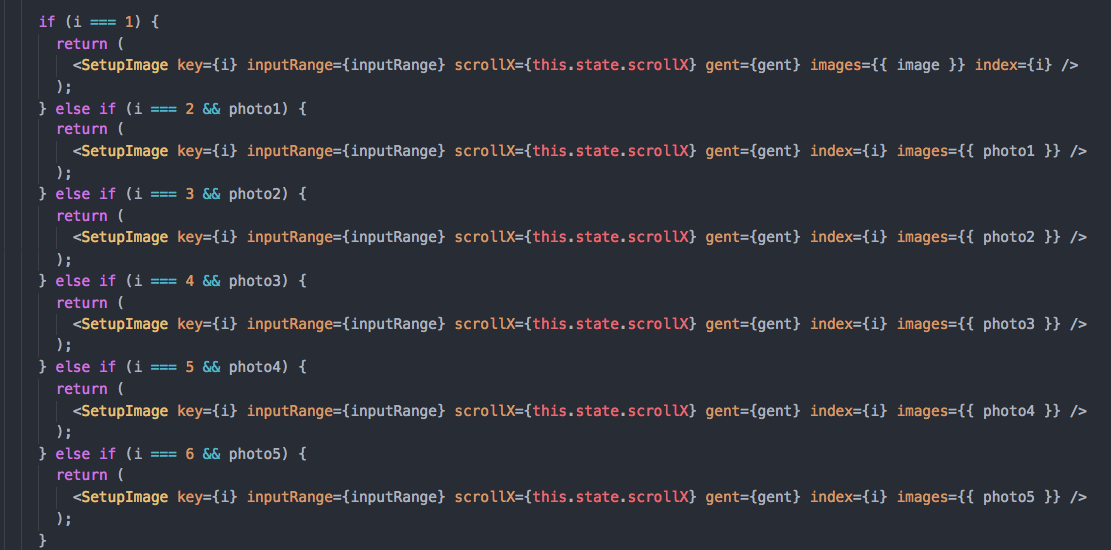 if (i === 1) {
return (
<SetupImage key={i} inputRange={inputRange} scrollX={this.state.scrollX} gent={gent} images={{ image }} index={i} />
);
} else if (i === 2 && photo1) {
return (
<SetupImage key={i} inputRange={inputRange} scrollX={this.state.scrollX} gent={gent} index={i} images={{ photo1 }} />
);
} else if (i === 3 && photo2) {
return (
<SetupImage key={i} inputRange={inputRange} scrollX={this.state.scrollX} gent={gent} index={i} images={{ photo2 }} />
);
} else if (i === 4 && photo3) {
return (
<SetupImage key={i} inputRange={inputRange} scrollX={this.state.scrollX} gent={gent} index={i} images={{ photo3 }} />
);
} else if (i === 5 && photo4) {
return (
<SetupImage key={i} inputRange={inputRange} scrollX={this.state.scrollX} gent={gent} index={i} images={{ photo4 }} />
);
} else if (i === 6 && photo5) {
return (
<SetupImage key={i} inputRange={inputRange} scrollX={this.state.scrollX} gent={gent} index={i} images={{ photo5 }} />
);
}